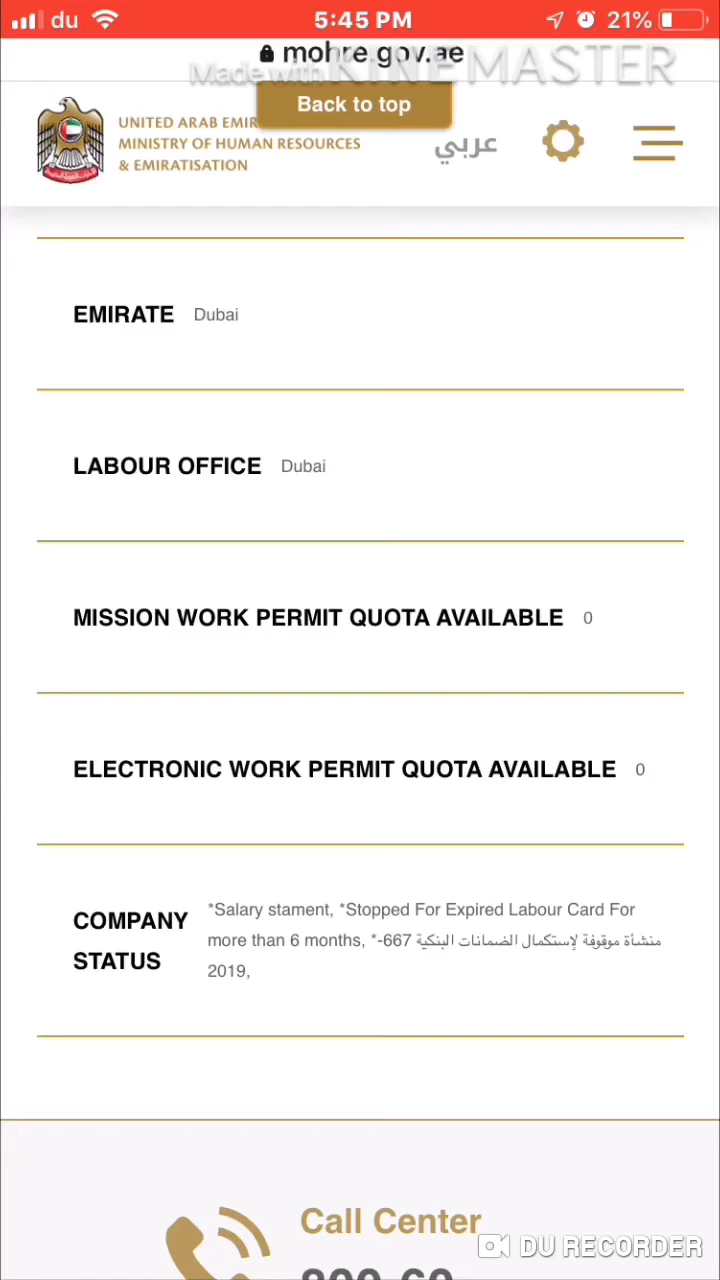 du 5:45 PM 21%
mohre.gov.ae
Made with KINEMASTER
Back to top
UNITED ARAB EMIR
MINISTRY OF HUMAN RESOURCES
& EMIRATISATION
عربي
EMIRATE Dubai
LABOUR OFFICE Dubai
MISSION WORK PERMIT QUOTA AVAILABLE 0
ELECTRONIC WORK PERMIT QUOTA AVAILABLE 0
COMPANY STATUS
*Salary stament, *Stopped For Expired Labour Card For
more than 6 months, *-667 منشأة موقوفة لإستكمال الضمانات البنكية
2019,
Call Center
DU RECORDER
800 60